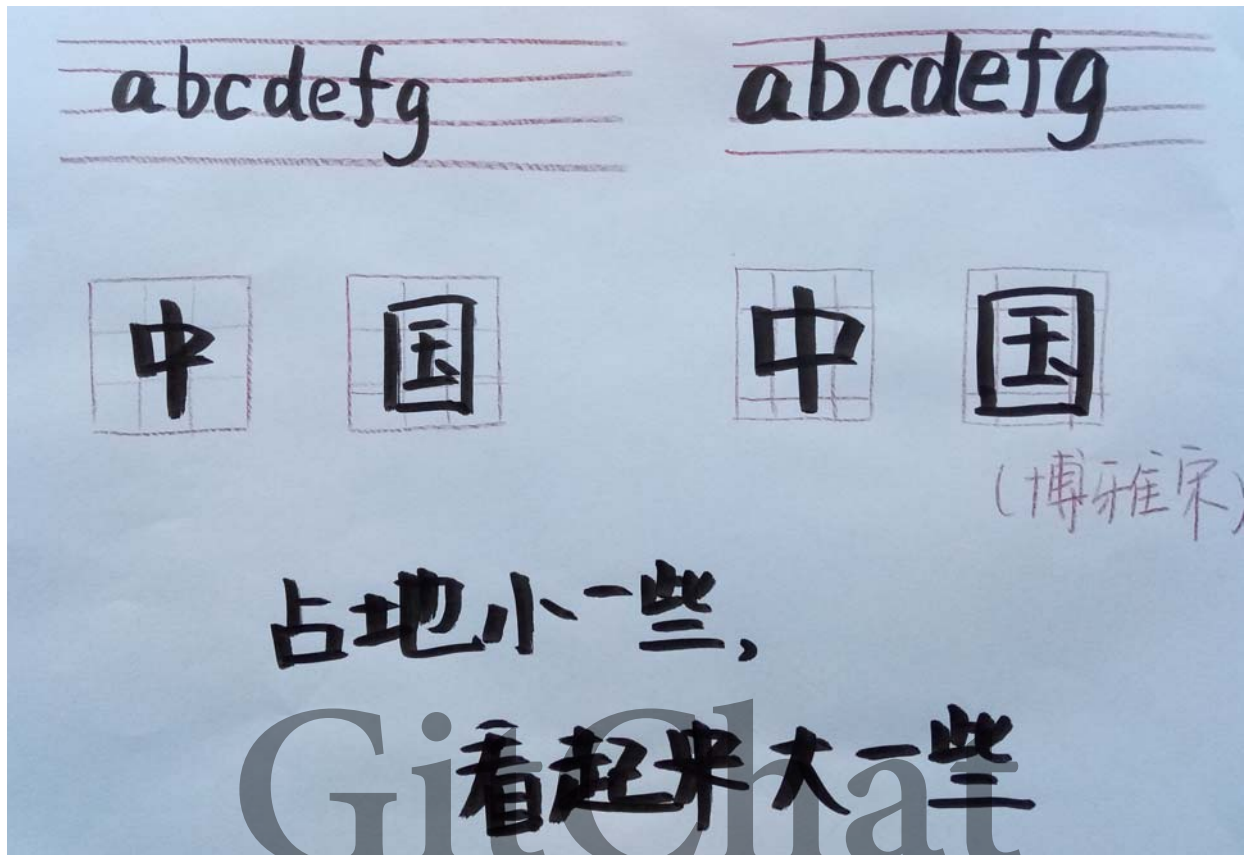 abcdefg abcdefg
中 国 中 国
(博雅宋)
占地小一些,
看起来大一些
GitChat